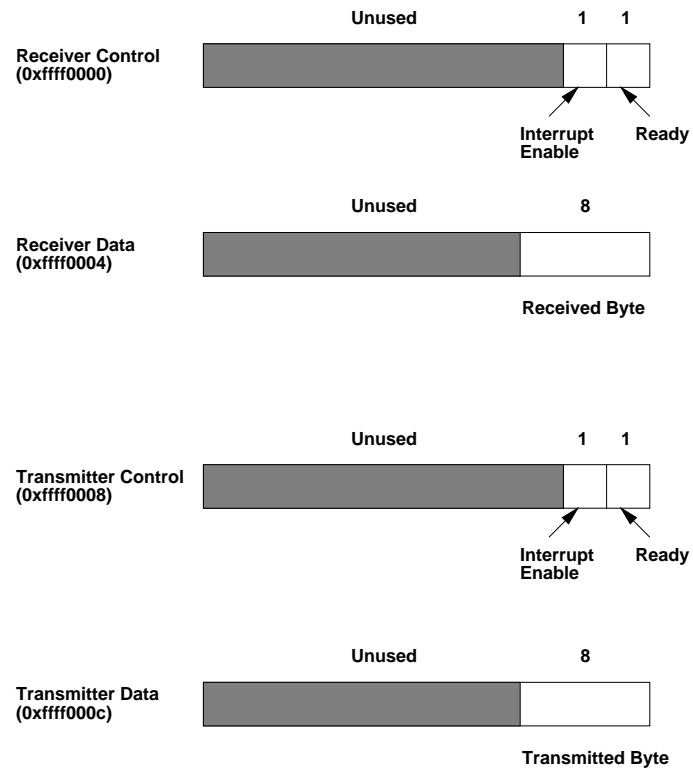 Unused 1 1
Receiver Control
(0xffff0000)
Interrupt
Enable
Ready
Unused 8
Receiver Data
(0xffff0004)
Received Byte
Unused 1 1
Transmitter Control
(0xffff0008)
Interrupt
Enable
Ready
Unused 8
Transmitter Data
(0xffff000c)
Transmitted Byte